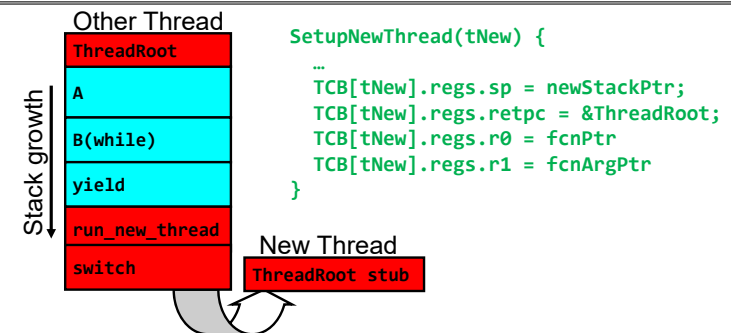 Other Thread
ThreadRoot
A
B(while)
yield
run_new_thread
switch
Stack growth
New Thread
ThreadRoot stub
SetupNewThread(tNew) {
…
TCB[tNew].regs.sp = newStackPtr;
TCB[tNew].regs.retpc = &ThreadRoot;
TCB[tNew].regs.r0 = fcnPtr
TCB[tNew].regs.r1 = fcnArgPtr
}